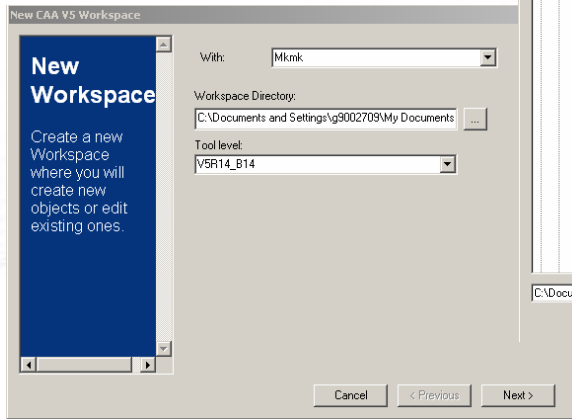 New CAA V5 Workspace
New
Workspace
Create a new
Workspace
where you will
create new
objects or edit
existing ones.
With:
Mkmk
Workspace Directory:
C:\Documents and Settings\g9002709\My Documents
...
Tool level:
V5R14_B14
C:\Docu
Cancel
< Previous
Next >